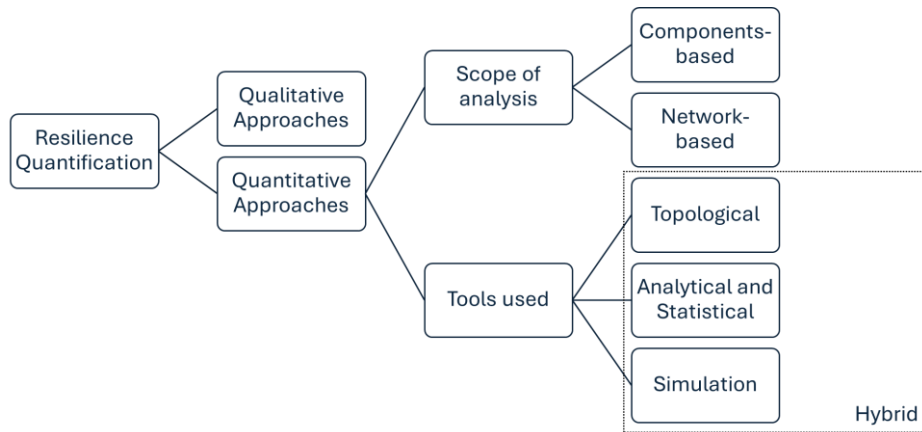 Resilience
Quantification
Qualitative
Approaches
Quantitative
Approaches
Scope of
analysis
Tools used
Components-
based
Network-
based
Topological
Analytical and
Statistical
Simulation
Hybrid